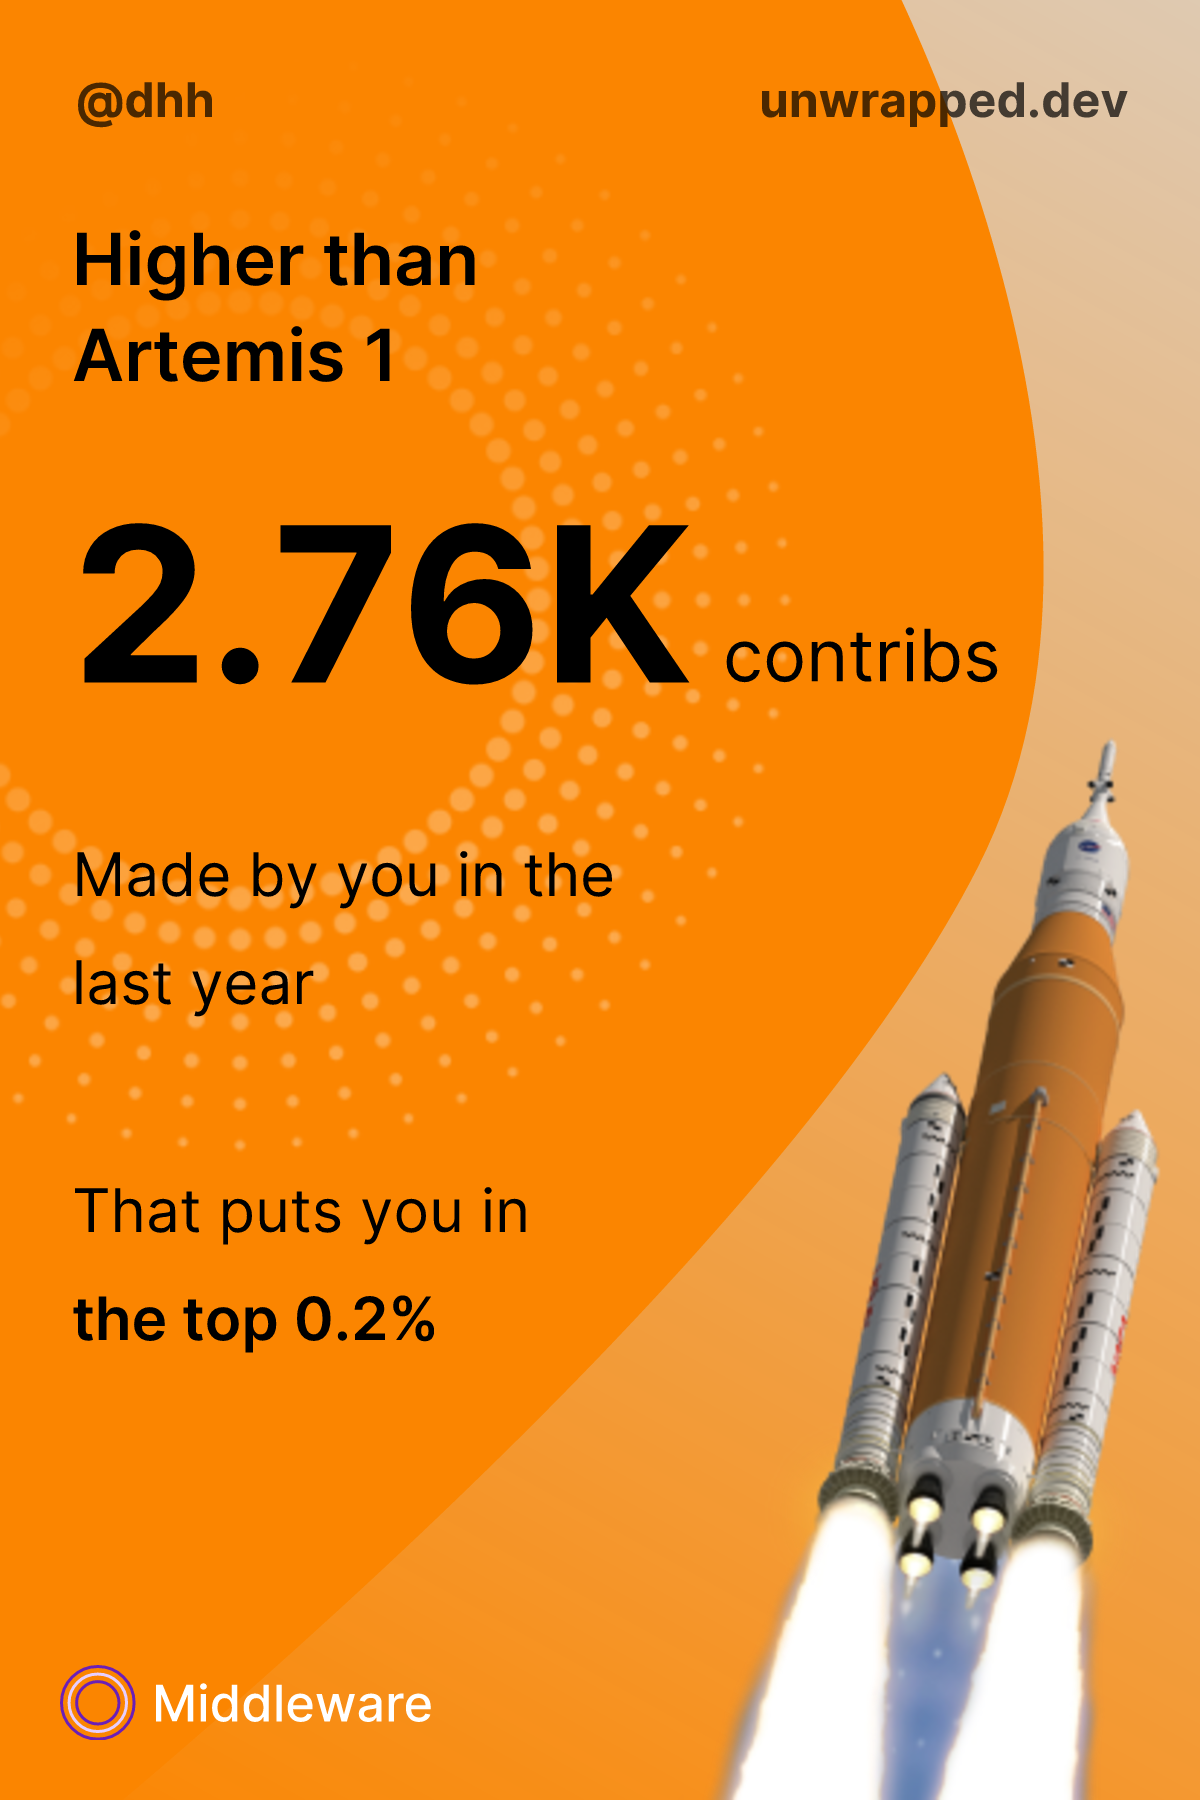 @dhh
unwrapped.dev
Higher than
Artemis 1
2.76K contribs
Made by you in the
last year
That puts you in
the top 0.2%
Middleware